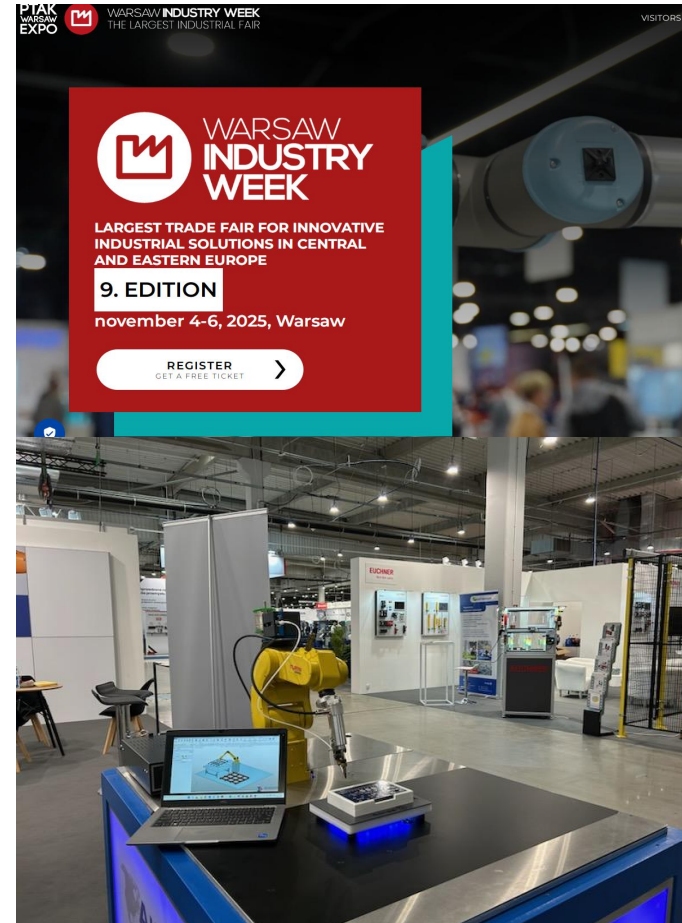 PTAK
WARSAW
EXPO
WARSAW INDUSTRY WEEK
THE LARGEST INDUSTRIAL FAIR
VISITORS
WARSAW
INDUSTRY
WEEK
LARGEST TRADE FAIR FOR INNOVATIVE
INDUSTRIAL SOLUTIONS IN CENTRAL
AND EASTERN EUROPE
9. EDITION
november 4-6, 2025, Warsaw
REGISTER
GET A FREE TICKET
EUCHNER
EUCHNER